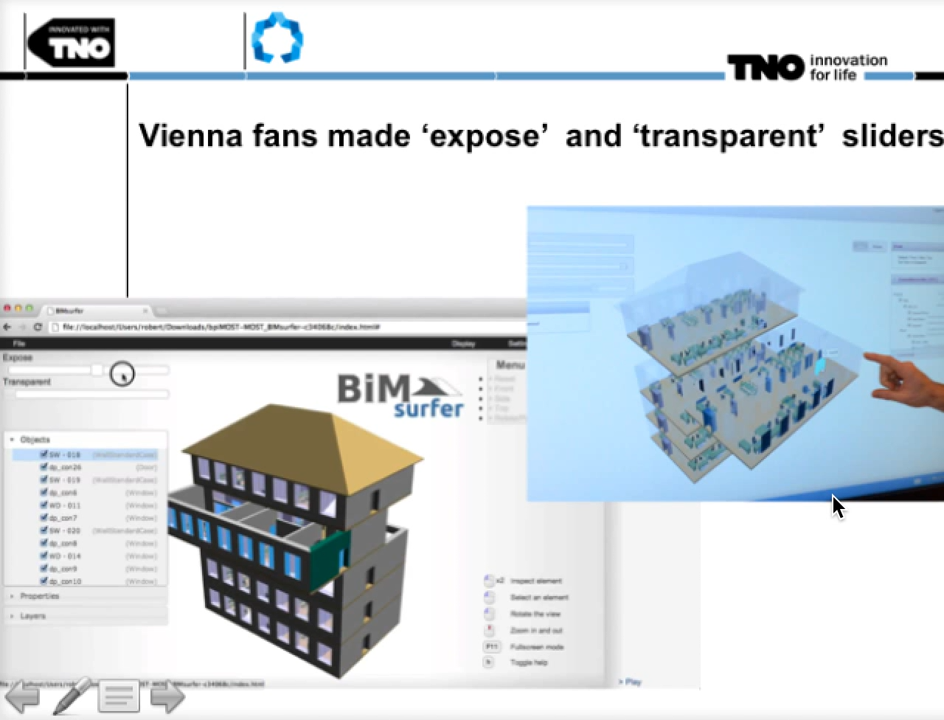 INNOVATED WITH
TNO
TNO innovation
for life
Vienna fans made ‘expose’ and ‘transparent’ sliders
BIMsurfer
file://localhost/Users/robert/Downloads/bpiMOST-MOST_BIMsurfer-c34068c/index.html#
File
Display
Expose
Transparent
Menu
BiM
surfer
Objects
SW - 018 (WallStandardCase)
dp_con26 (Door)
SW - 019 (WallStandardCase)
dp_con6 (Window)
WD - 011 (Window)
dp_con7 (Window)
SW - 020 (WallStandardCase)
dp_con8 (Window)
WD - 014 (Window)
dp_con9 (Window)
dp_con10 (Window)
Properties
Layers
x2 Inspect element
Select an element
Rotate the view
Zoom in and out
F11 Fullscreen mode
h Toggle help
Play